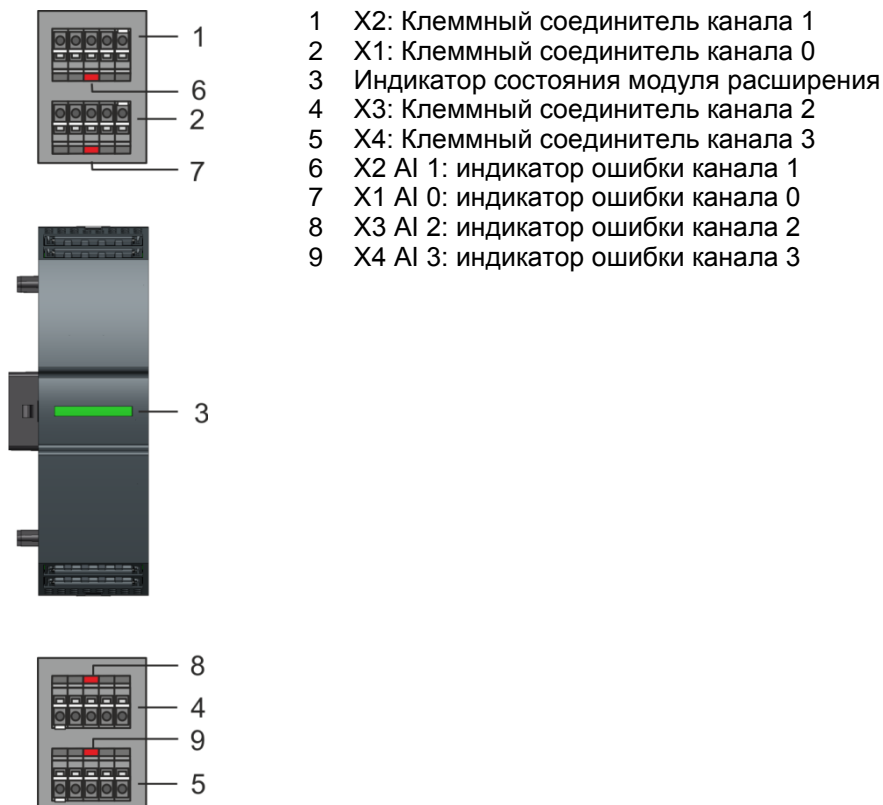 1 X2: Клеммный соединитель канала 1
2 X1: Клеммный соединитель канала 0
3 Индикатор состояния модуля расширения
4 X3: Клеммный соединитель канала 2
5 X4: Клеммный соединитель канала 3
6 X2 AI 1: индикатор ошибки канала 1
7 X1 AI 0: индикатор ошибки канала 0
8 X3 AI 2: индикатор ошибки канала 2
9 X4 AI 3: индикатор ошибки канала 3
1
6
2
7
3
8
4
9
5